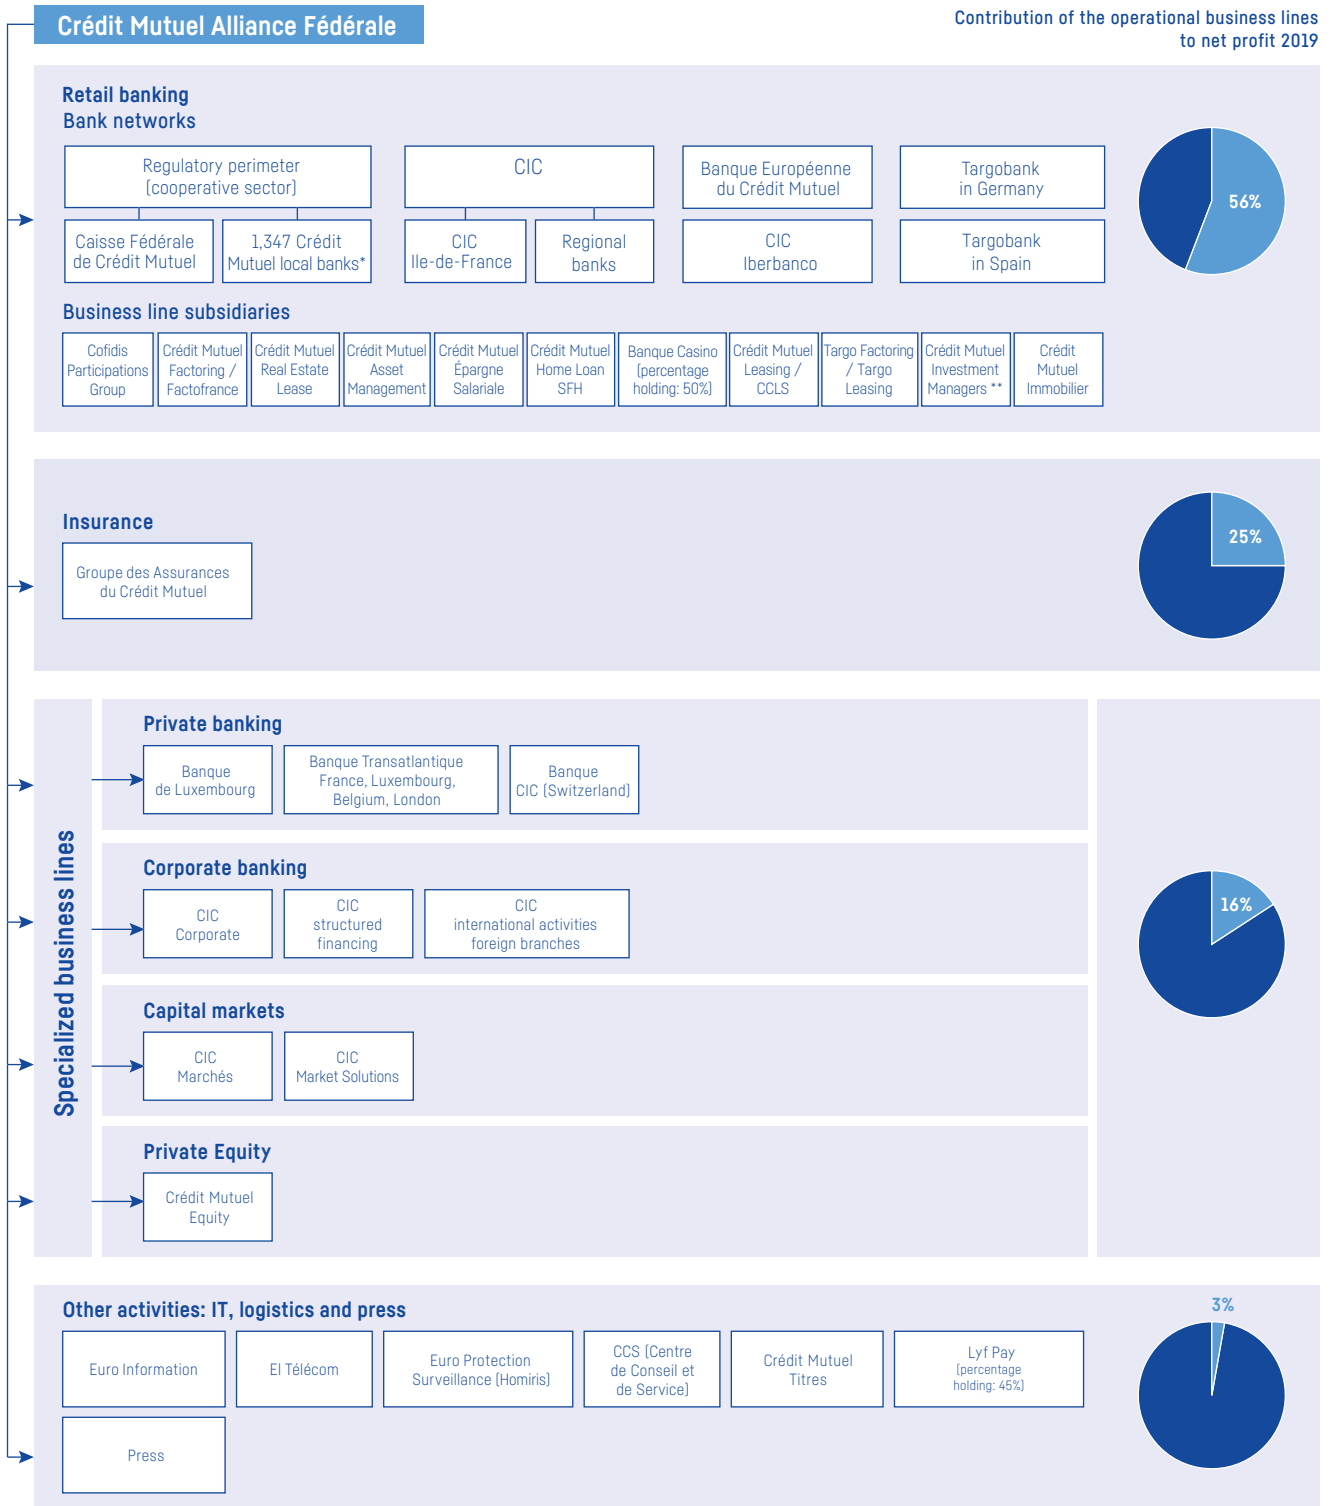 Crédit Mutuel Alliance Fédérale
Contribution of the operational business lines
to net profit 2019
Retail banking
Bank networks
Regulatory perimeter
(cooperative sector)
Caisse Fédérale
de Crédit Mutuel
1,347 Crédit
Mutuel local banks*
CIC
CIC
Ile-de-France
Regional
banks
Banque Européenne
du Crédit Mutuel
CIC
Iberbanco
Targobank
in Germany
Targobank
in Spain
56%
Business line subsidiaries
Cofidis
Participations
Group
Crédit Mutuel
Factoring /
Factofrance
Crédit Mutuel
Real Estate
Lease
Crédit Mutuel
Asset
Management
Crédit Mutuel
Épargne
Salariale
Crédit Mutuel
Home Loan
SFH
Banque Casino
(percentage
holding: 50%)
Crédit Mutuel
Leasing /
CCLS
Targo Factoring
/ Targo
Leasing
Crédit Mutuel
Investment
Managers **
Crédit
Mutuel
Immobilier
Insurance
Groupe des Assurances
du Crédit Mutuel
25%
Specialized business lines
Private banking
Banque
de Luxembourg
Banque Transatlantique
France, Luxembourg,
Belgium, London
Banque
CIC (Switzerland)
Corporate banking
CIC
Corporate
CIC
structured
financing
CIC
international activities
foreign branches
16%
Capital markets
CIC
Marchés
CIC
Market Solutions
Private Equity
Crédit Mutuel
Equity
Other activities: IT, logistics and press
Euro Information
EI Télécom
Euro Protection
Surveillance (Homiris)
CCS (Centre
de Conseil et
de Service)
Crédit Mutuel
Titres
Lyf Pay
(percentage
holding: 45%)
Press
3%